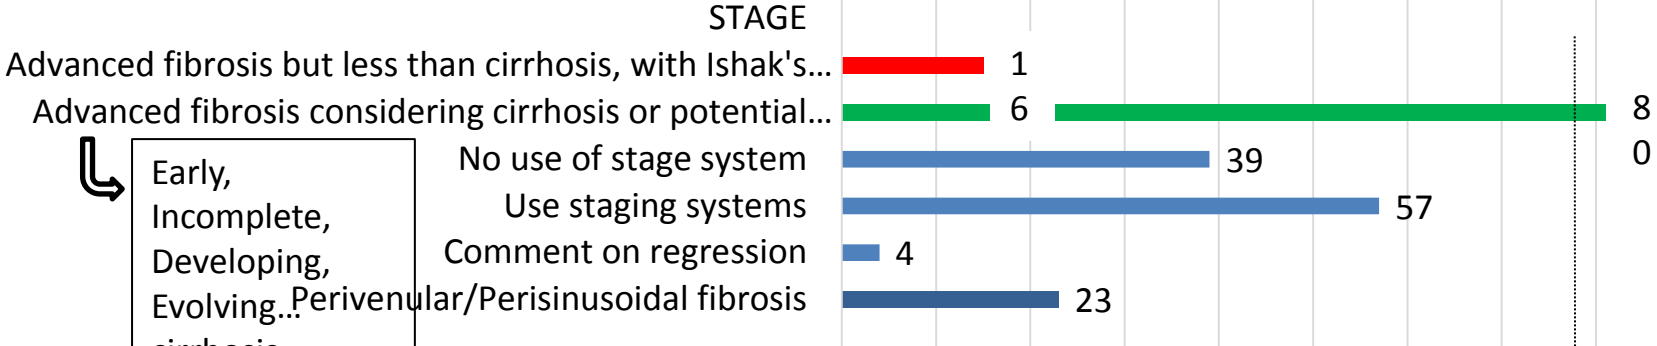 STAGE
Advanced fibrosis but less than cirrhosis, with Ishak's...
1
6
Advanced fibrosis considering cirrhosis or potential...
8
0
No use of stage system
39
Use staging systems
57
Comment on regression
4
Perivenular/Perisinusoidal fibrosis
23
Early,
Incomplete,
Developing,
Evolving...